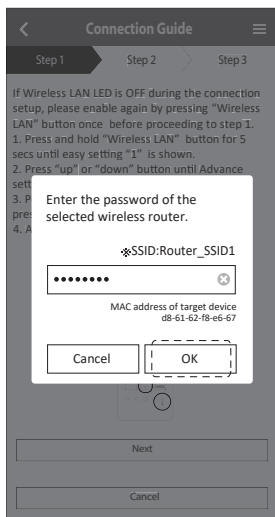 Connection Guide
Step 1 Step 2 Step 3
If Wireless LAN LED is OFF during the connection
setup, please enable again by pressing "Wireless
LAN" button once before proceeding to step 1.
1. Press and hold "Wireless LAN" button for 5
secs until easy setting "1" is shown.
2. Press "up" or "down" button until Advance
sett
3. P
pres
4. A
Enter the password of the
selected wireless router.
※SSID:Router_SSID1
••••••••
MAC address of target device
d8-61-62-f8-e6-67
Cancel OK
Next
Cancel